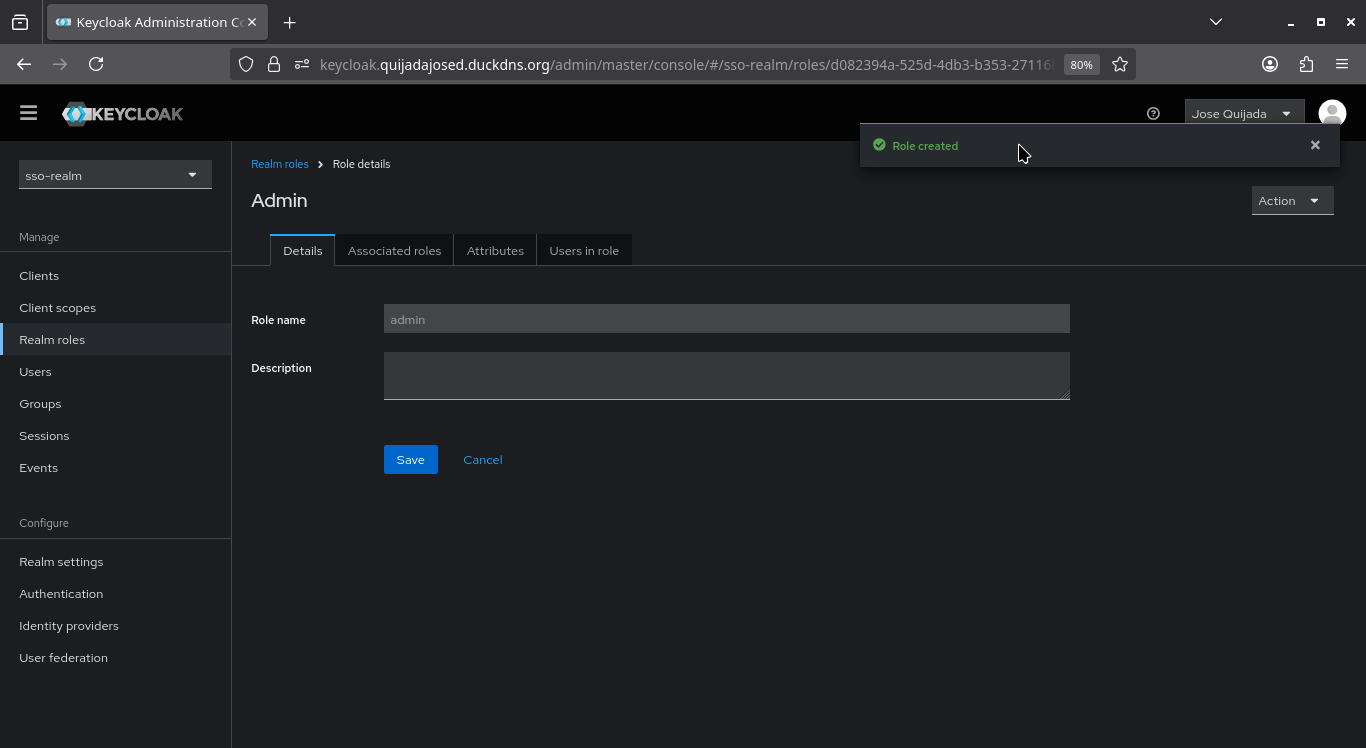 Keycloak Administration Co
keycloak.quijadajosed.duckdns.org/admin/master/console/#/sso-realm/roles/d082394a-525d-4db3-b353-27116
80%
KEYCLOAK
Jose Quijada
Role created
sso-realm
Realm roles
Role details
Admin
Action
Manage
Details
Associated roles
Attributes
Users in role
Clients
Client scopes
Realm roles
Users
Groups
Sessions
Events
Role name
admin
Description
Save
Cancel
Configure
Realm settings
Authentication
Identity providers
User federation